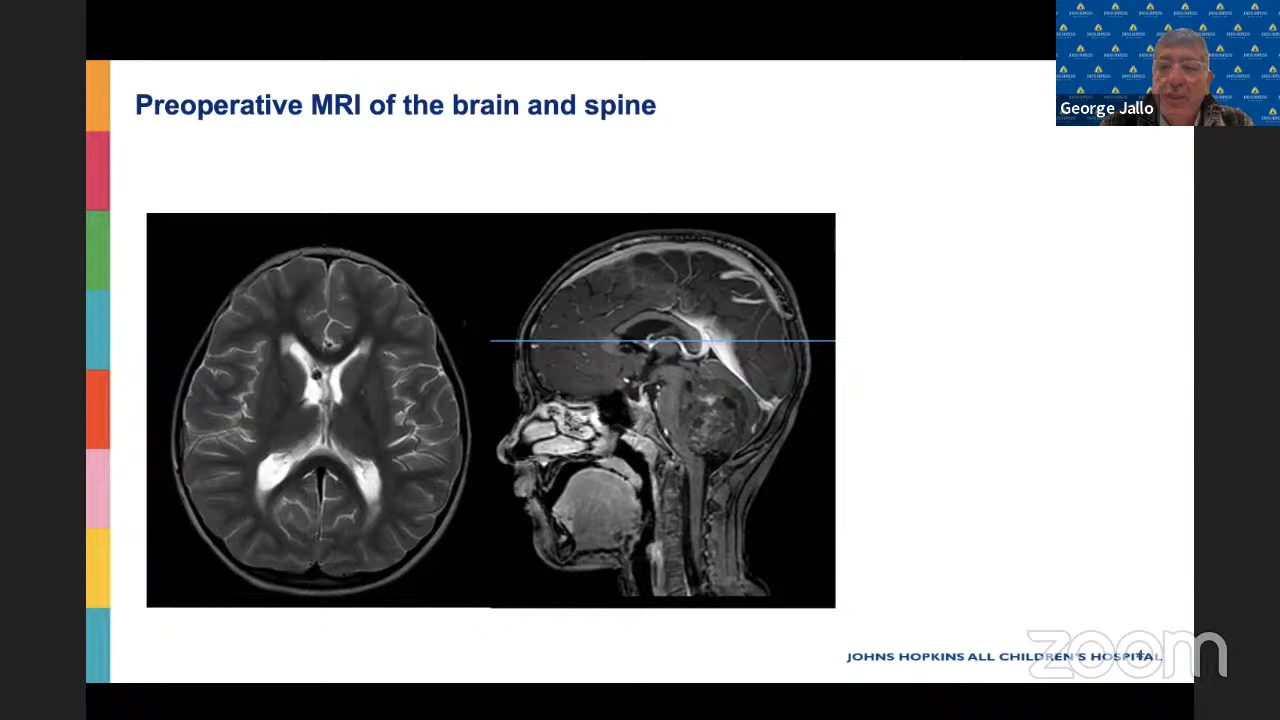 Preoperative MRI of the brain and spine
George Jallo
JOHNS HOPKINS ALL CHILDREN'S HOSPITAL
zoom